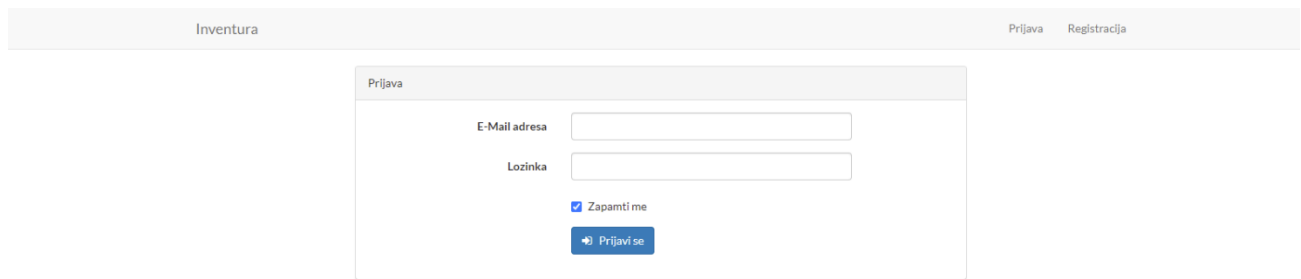 Inventura Prijava Registracija
Prijava
E-Mail adresa
Lozinka
Zapamti me
Prijavi se